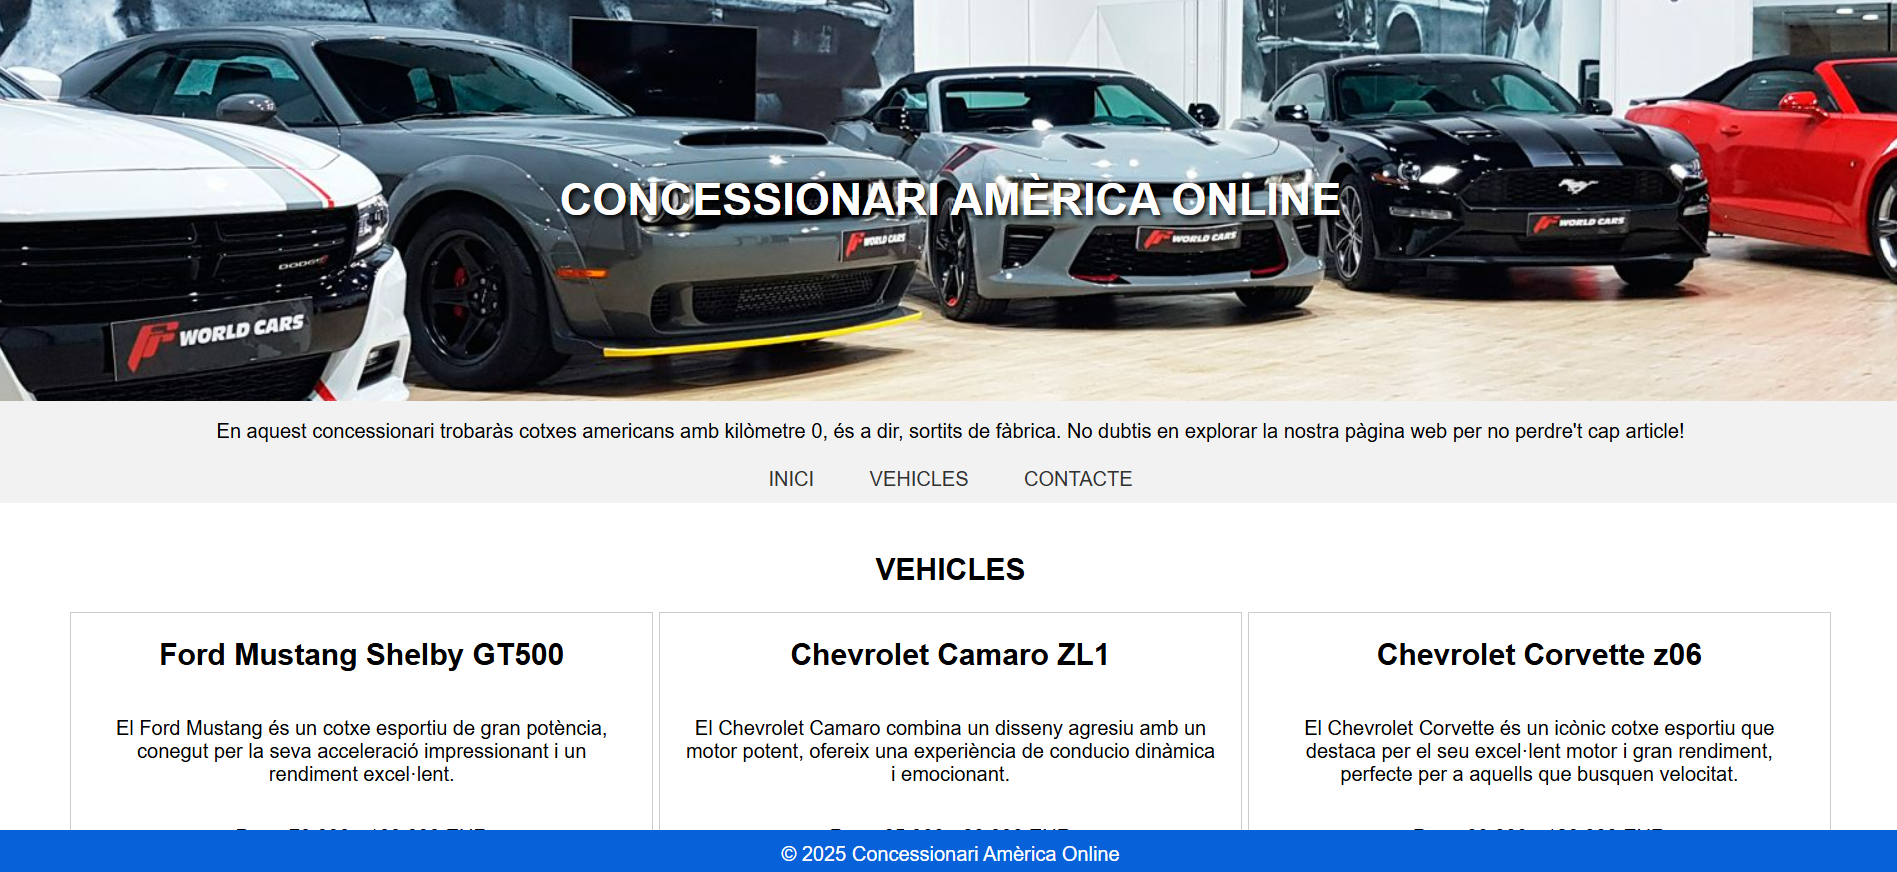 CONCESSIONARI AMÈRICA ONLINE
WORLD CARS
WORLD CARS
WORLD CARS
DODGE
WORLD CARS
En aquest concessionari trobaràs cotxes americans amb kilòmetre 0, és a dir, sortits de fàbrica. No dubtis en explorar la nostra pàgina web per no perdre't cap article!
INICI VEHICLES CONTACTE
VEHICLES
Ford Mustang Shelby GT500
El Ford Mustang és un cotxe esportiu de gran potència,
conegut per la seva acceleració impressionant i un
rendiment excel·lent.
Chevrolet Camaro ZL1
El Chevrolet Camaro combina un disseny agresiu amb un
motor potent, ofereix una experiència de conducio dinàmica
i emocionant.
Chevrolet Corvette z06
El Chevrolet Corvette és un icònic cotxe esportiu que
destaca per el seu excel·lent motor i gran rendiment,
perfecte per a aquells que busquen velocitat.
© 2025 Concessionari Amèrica Online